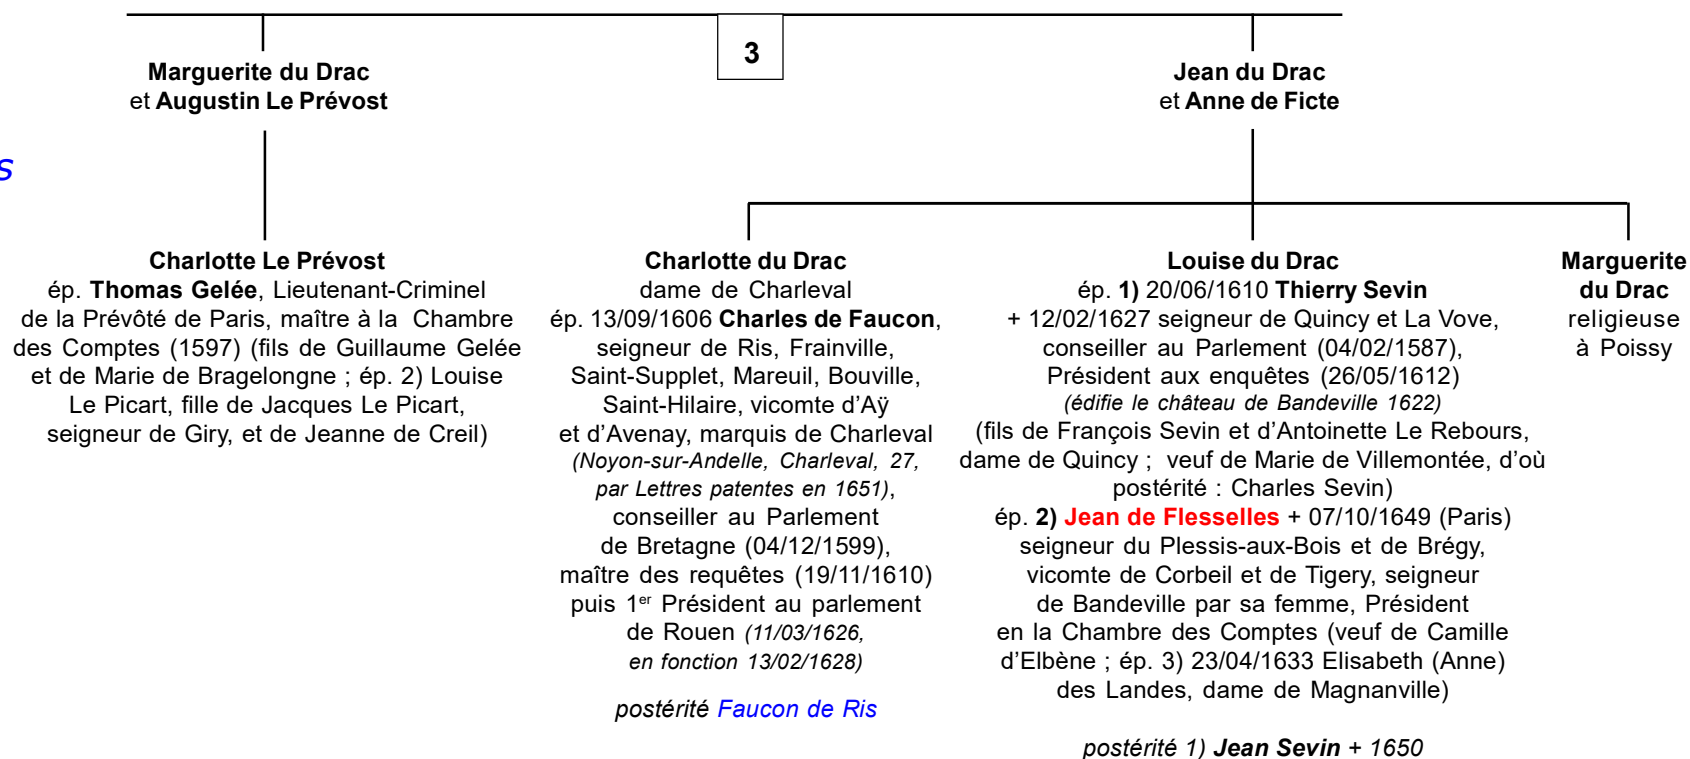 3
Marguerite du Drac
et Augustin Le Prévost
Jean du Drac
et Anne de Ficte
s
Charlotte Le Prévost
ép. Thomas Gelée, Lieutenant-Criminel
de la Prévôté de Paris, maître à la Chambre
des Comptes (1597) (fils de Guillaume Gelée
et de Marie de Bragelongne ; ép. 2) Louise
Le Picart, fille de Jacques Le Picart,
seigneur de Giry, et de Jeanne de Creil)
Charlotte du Drac
dame de Charleval
ép. 13/09/1606 Charles de Faucon,
seigneur de Ris, Frainville,
Saint-Supplet, Mareuil, Bouville,
Saint-Hilaire, vicomte d’Aÿ
et d’Avenay, marquis de Charleval
(Noyon-sur-Andelle, Charleval, 27,
par Lettres patentes en 1651),
conseiller au Parlement
de Bretagne (04/12/1599),
maître des requêtes (19/11/1610)
puis 1er Président au parlement
de Rouen (11/03/1626,
en fonction 13/02/1628)
postérité Faucon de Ris
Louise du Drac
ép. 1) 20/06/1610 Thierry Sevin
+ 12/02/1627 seigneur de Quincy et La Vove,
conseiller au Parlement (04/02/1587),
Président aux enquêtes (26/05/1612)
(édifie le château de Bandeville 1622)
(fils de François Sevin et d’Antoinette Le Rebours,
dame de Quincy ; veuf de Marie de Villemontée, d’où
postérité : Charles Sevin)
ép. 2) Jean de Flesselles + 07/10/1649 (Paris)
seigneur du Plessis-aux-Bois et de Brégy,
vicomte de Corbeil et de Tigery, seigneur
de Bandeville par sa femme, Président
en la Chambre des Comptes (veuf de Camille
d’Elbène ; ép. 3) 23/04/1633 Elisabeth (Anne)
des Landes, dame de Magnanville)
postérité 1) Jean Sevin + 1650
Marguerite
du Drac
religieuse
à Poissy